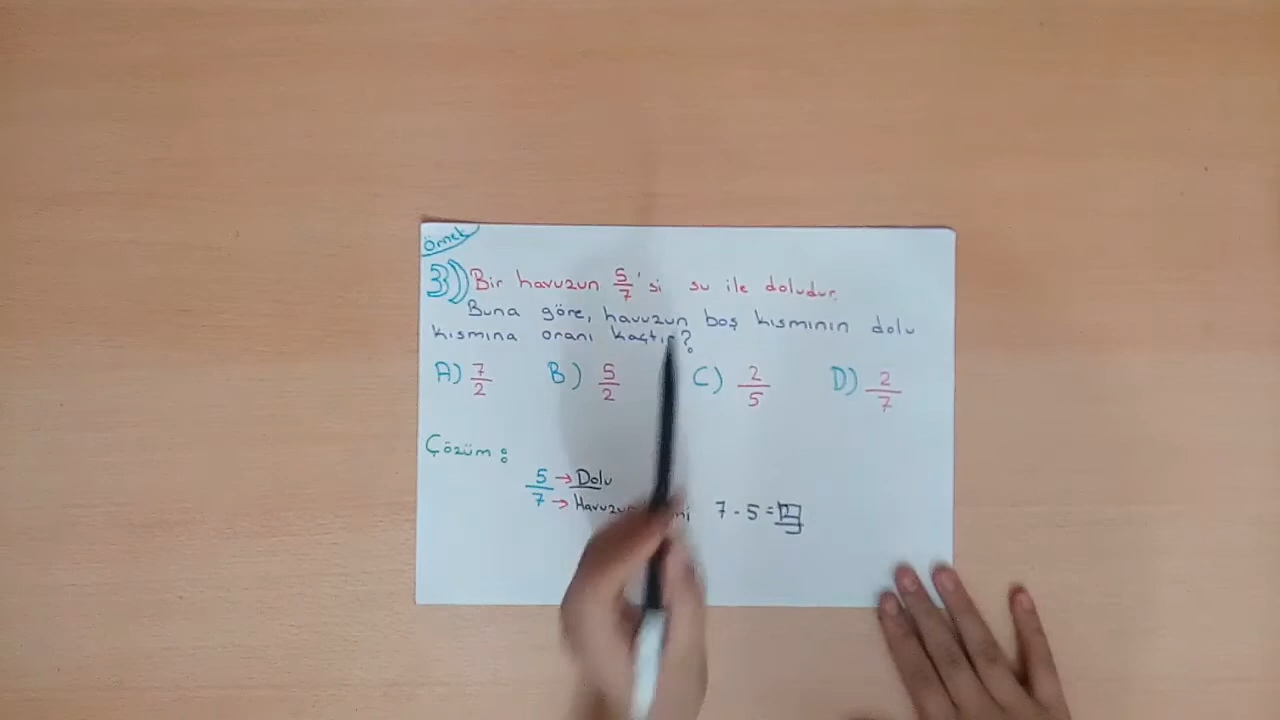 Örnek
3) Bir havuzun 5/7'si su ile doludur.
Buna göre, havuzun boş kısmının dolu
kısmına oranı kaçtır?
A) 7/2 B) 5/2 C) 2/5 D) 2/7
Çözüm:
5/7 → Dolu
→ Havuzun 7 - 5 = 2